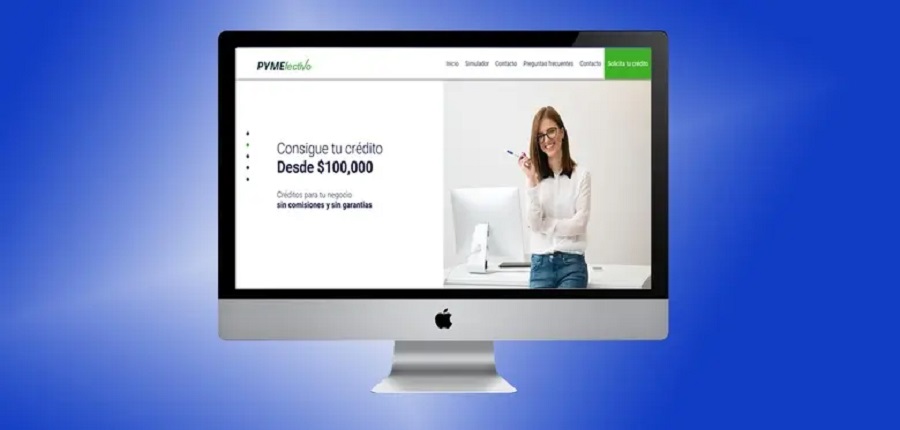 PYMEfectivo
Inicio Simulador Contacto Preguntas frecuentes Contacto Solicita tu crédito
Consigue tu crédito
Desde $100,000
Créditos para tu negocio
sin comisiones y sin garantías